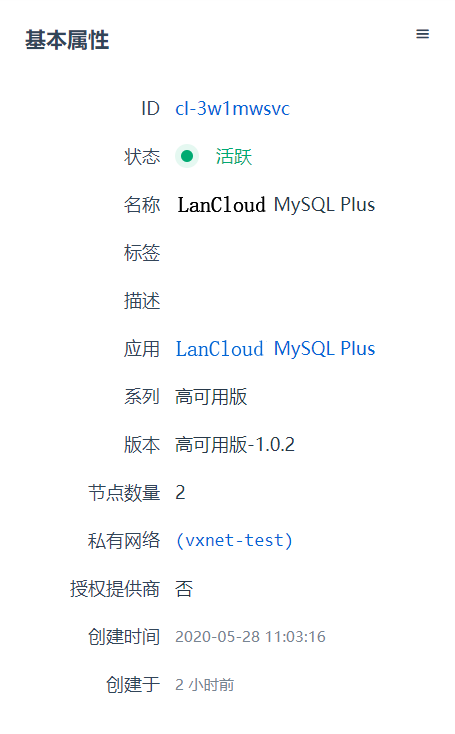 基本属性
ID cl-3w1mwsvc
状态 活跃
名称 LanCloud MySQL Plus
标签
描述
应用 LanCloud MySQL Plus
系列 高可用版
版本 高可用版-1.0.2
节点数量 2
私有网络 (vxnet-test)
授权提供商 否
创建时间 2020-05-28 11:03:16
创建于 2 小时前